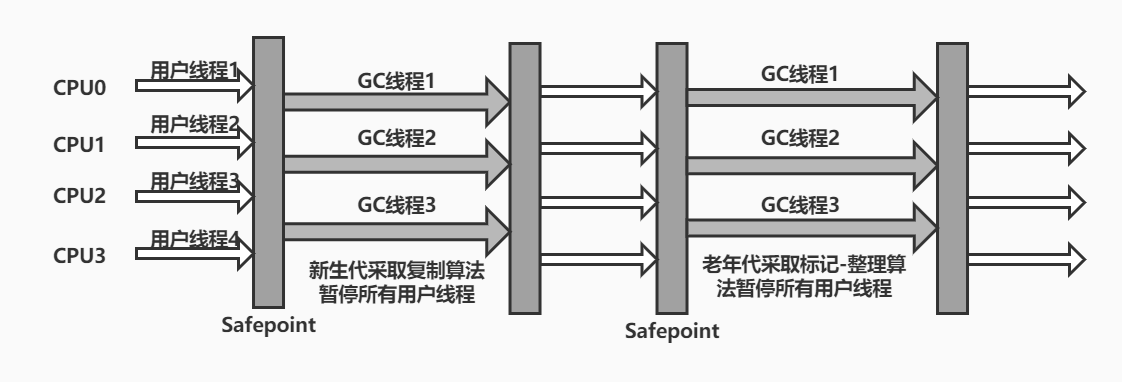 CPU0
用户线程1
GC线程1
GC线程1
CPU1
用户线程2
GC线程2
GC线程2
CPU2
用户线程3
GC线程3
GC线程3
CPU3
用户线程4
新生代采取复制算法
暂停所有用户线程
老年代采取标记-整理算
法暂停所有用户线程
Safepoint
Safepoint